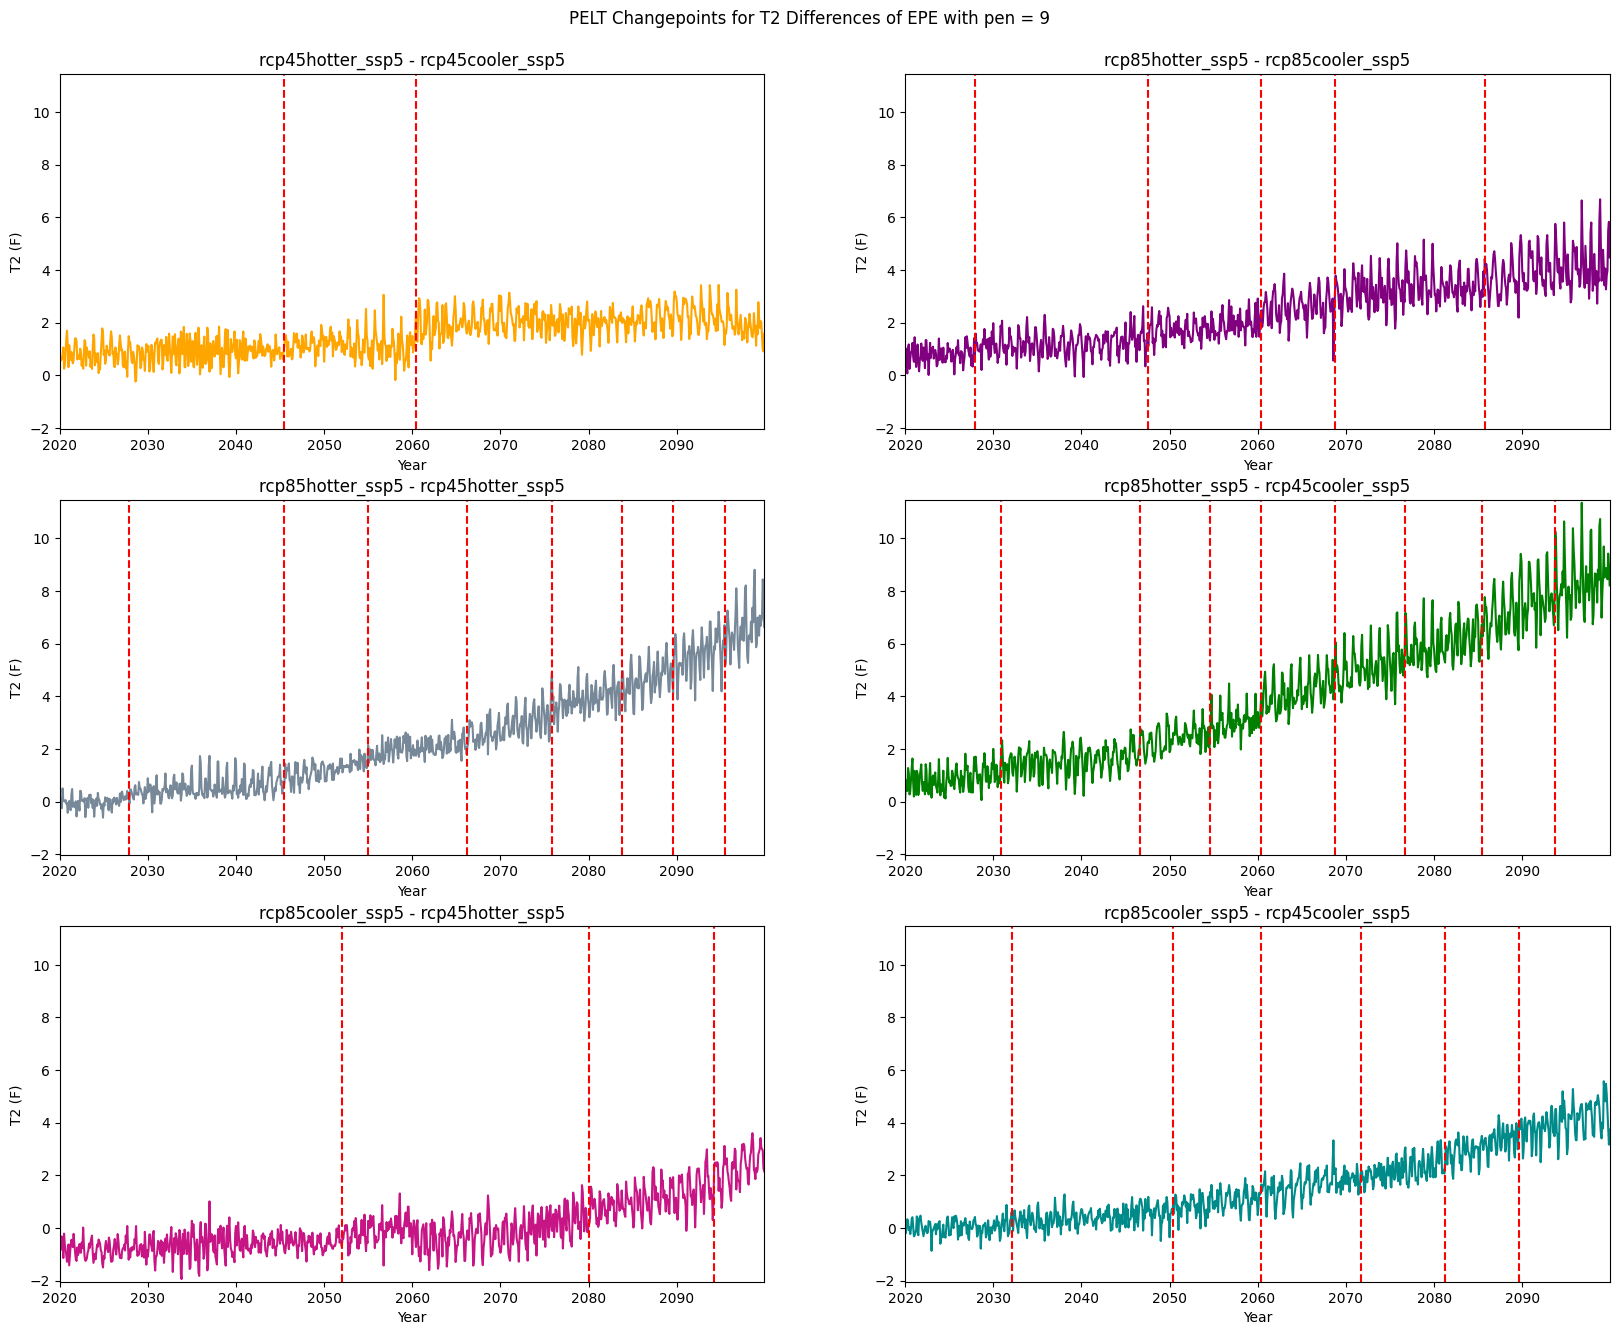 PELT Changepoints for T2 Differences of EPE with pen = 9
rcp45hotter_ssp5 - rcp45cooler_ssp5
10
8
6
4
2
0
−2
T2 (F)
2020 2030 2040 2050 2060 2070 2080 2090
Year
rcp85hotter_ssp5 - rcp85cooler_ssp5
10
8
6
4
2
0
−2
T2 (F)
2020 2030 2040 2050 2060 2070 2080 2090
Year
rcp85hotter_ssp5 - rcp45hotter_ssp5
10
8
6
4
2
0
−2
T2 (F)
2020 2030 2040 2050 2060 2070 2080 2090
Year
rcp85hotter_ssp5 - rcp45cooler_ssp5
10
8
6
4
2
0
−2
T2 (F)
2020 2030 2040 2050 2060 2070 2080 2090
Year
rcp85cooler_ssp5 - rcp45hotter_ssp5
10
8
6
4
2
0
−2
T2 (F)
2020 2030 2040 2050 2060 2070 2080 2090
Year
rcp85cooler_ssp5 - rcp45cooler_ssp5
10
8
6
4
2
0
−2
T2 (F)
2020 2030 2040 2050 2060 2070 2080 2090
Year